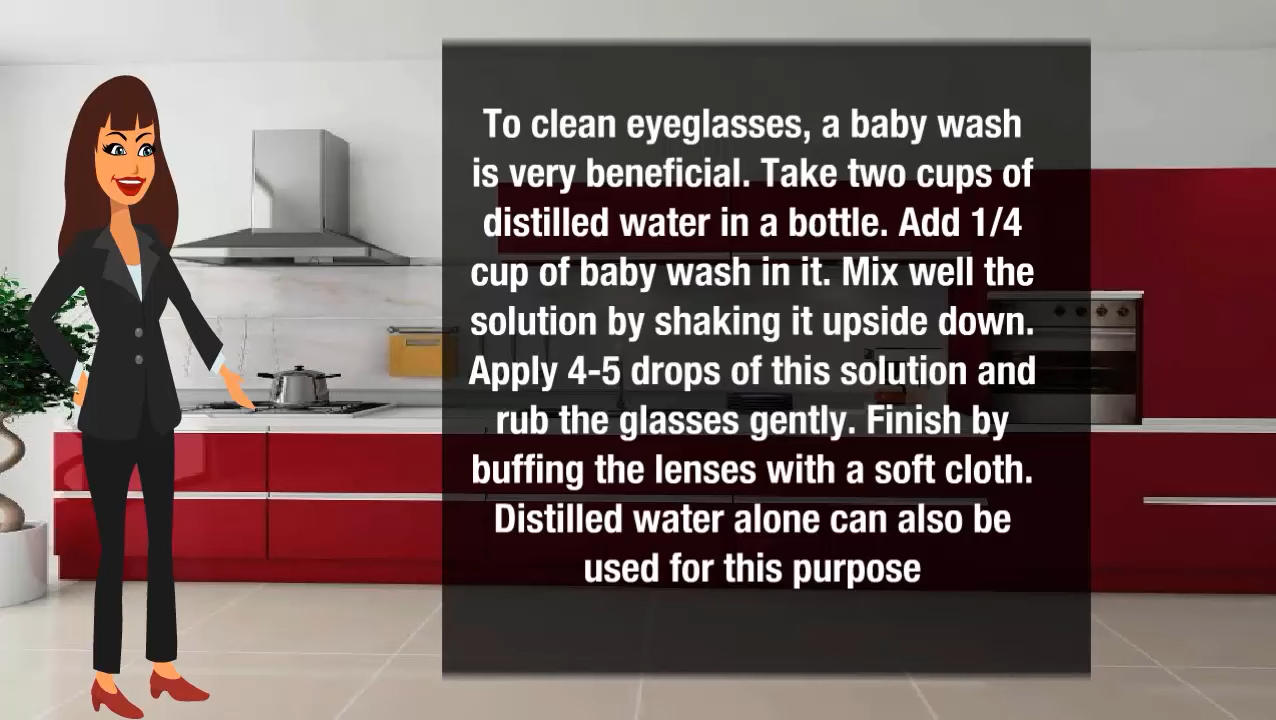 To clean eyeglasses, a baby wash
is very beneficial. Take two cups of
distilled water in a bottle. Add 1/4
cup of baby wash in it. Mix well the
solution by shaking it upside down.
Apply 4-5 drops of this solution and
rub the glasses gently. Finish by
buffing the lenses with a soft cloth.
Distilled water alone can also be
used for this purpose